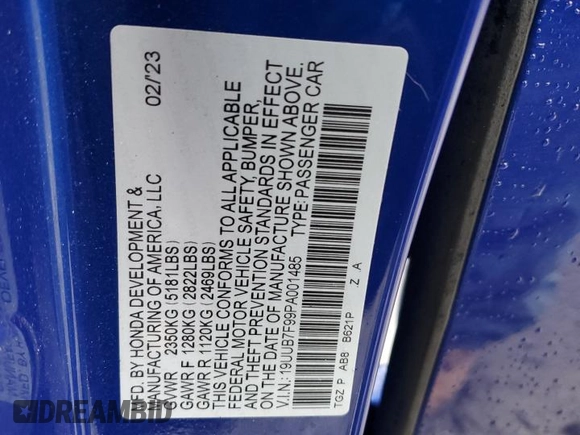 MFD. BY HONDA DEVELOPMENT &
MANUFACTURING OF AMERICA, LLC 02/23
GVWR 2350KG (5181LBS)
GAWR F 1280KG (2822LBS)
GAWR R 1120KG (2469LBS)
THIS VEHICLE CONFORMS TO ALL APPLICABLE
FEDERAL MOTOR VEHICLE SAFETY, BUMPER,
AND THEFT PREVENTION STANDARDS IN EFFECT
ON THE DATE OF MANUFACTURE SHOWN ABOVE.
V.I.N.: 19UUB7F99PA001485 TYPE: PASSENGER CAR
TGZ P AB8 B621P Z .A
DREAMBID